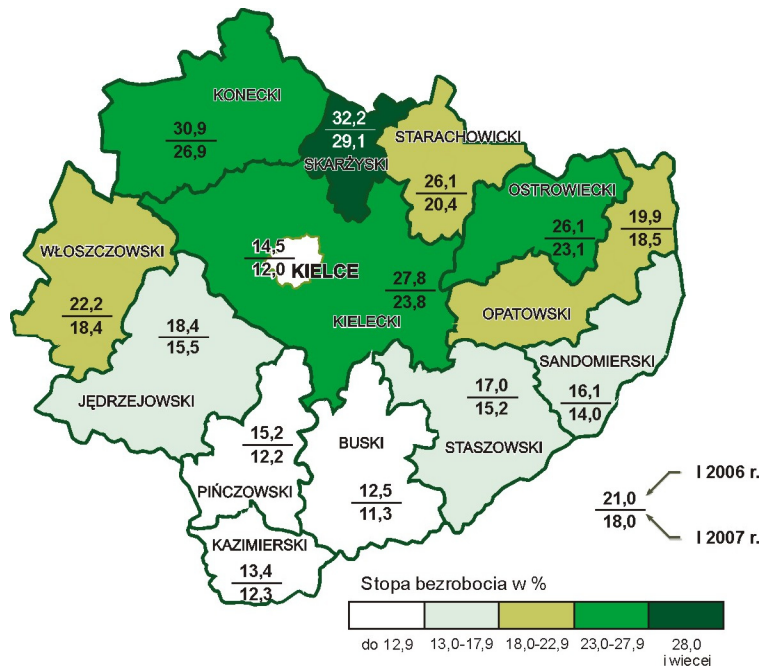 KONECKI
30,9
26,9
32,2
29,1
SKARŻYSKI
STARACHOWICKI
26,1
20,4
OSTROWIECKI
26,1
23,1
19,9
18,5
OPATOWSKI
WŁOSZCZOWSKI
22,2
18,4
14,5
12,0
KIELCE
27,8
23,8
KIELECKI
18,4
15,5
JĘDRZEJOWSKI
SANDOMIERSKI
16,1
14,0
17,0
15,2
STASZOWSKI
15,2
12,2
PIŃCZOWSKI
BUSKI
12,5
11,3
KAZIMIERSKI
13,4
12,3
21,0
18,0
I 2006 r.
I 2007 r.
Stopa bezrobocia w %
do 12,9
13,0-17,9
18,0-22,9
23,0-27,9
28,0
i wiecej